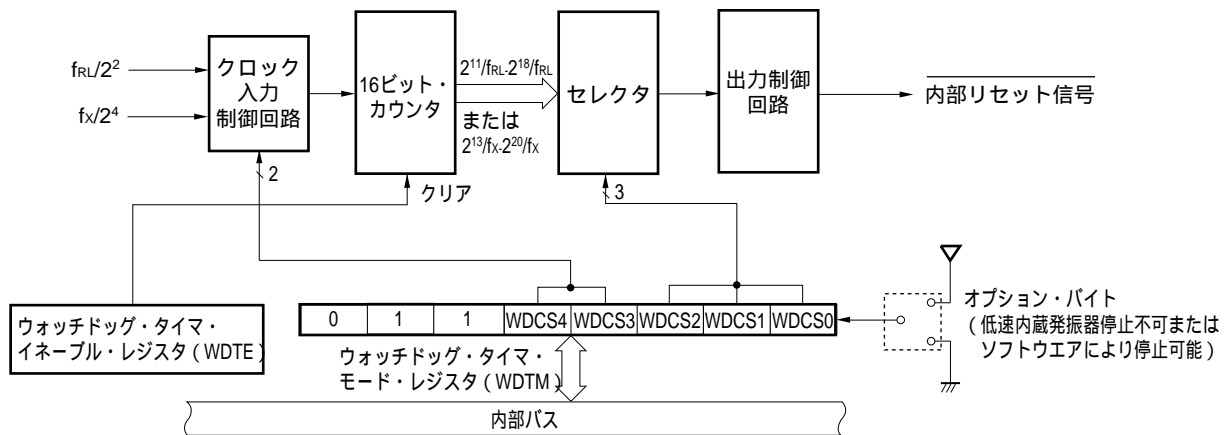 fRL/2²
fX/2⁴
クロック
入力
制御回路
2
16ビット・
カウンタ
2¹¹/fRL-2¹⁸/fRL
または
2¹³/fX-2²⁰/fX
クリア
セレクタ
3
出力制御
回路
内部リセット信号
ウォッチドッグ・タイマ・
イネーブル・レジスタ（WDTE）
0 1 1 WDCS4 WDCS3 WDCS2 WDCS1 WDCS0
ウォッチドッグ・タイマ・
モード・レジスタ（WDTM）
オプション・バイト
（低速内蔵発振器停止不可または
ソフトウエアにより停止可能）
内部バス